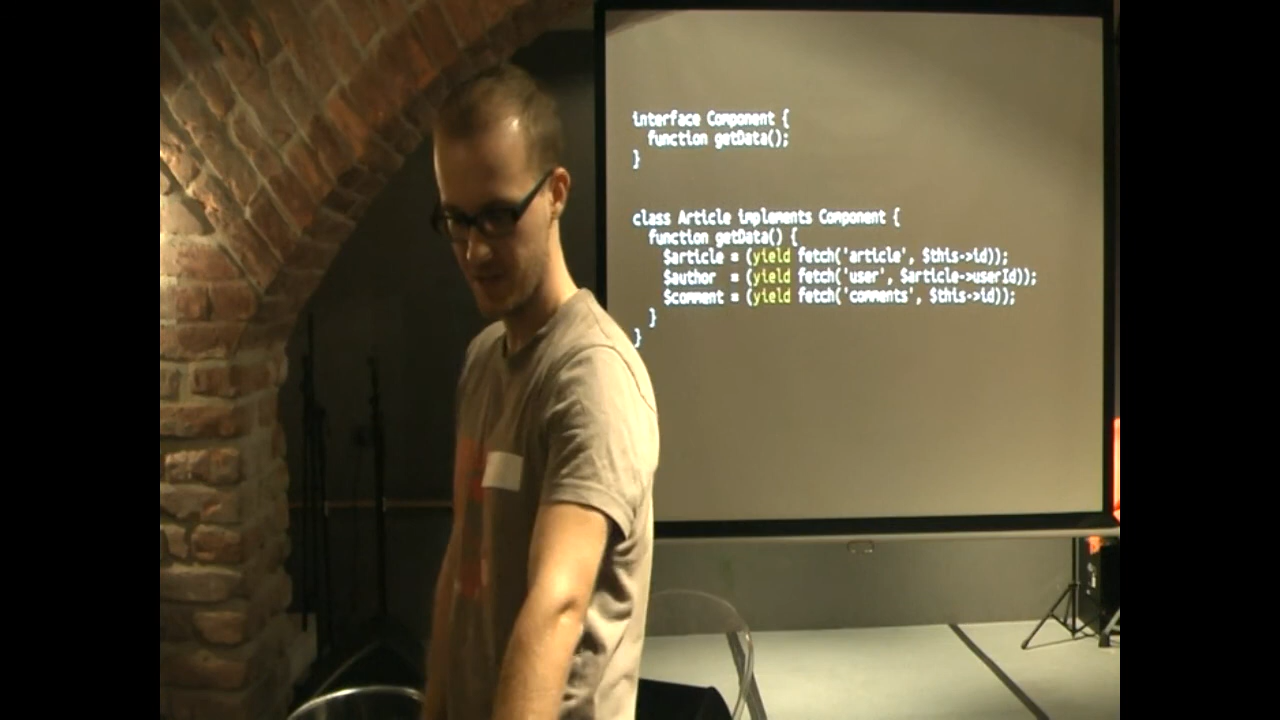 interface Component {
function getData();
}
class Article implements Component {
function getData() {
$article = (yield fetch('article', $this->id));
$author = (yield fetch('user', $article->userId));
$comment = (yield fetch('comments', $this->id));
}
}